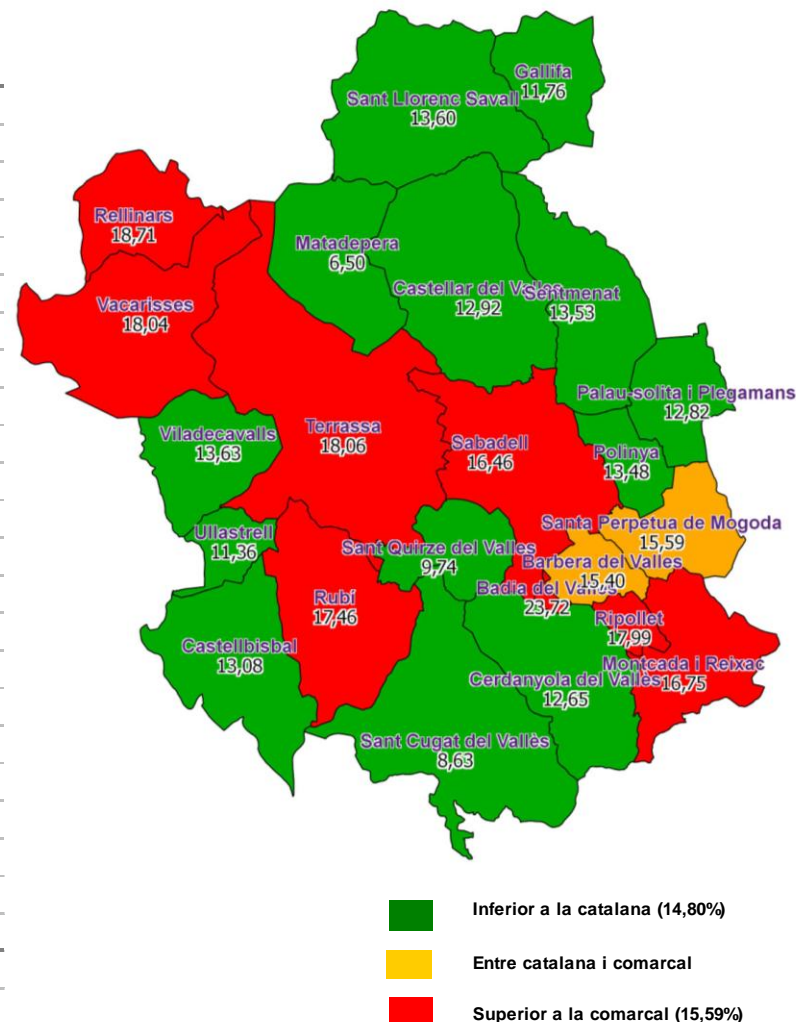 Gallifa
11,76
Sant Llorenc Savall
13,60
Rellinars
18,71
Matadepera
6,50
Vacarisses
18,04
Castellar del Valles
12,92
Sentmenat
13,53
Palau-solita i Plegamans
12,82
Viladecavalls
13,63
Terrassa
18,06
Sabadell
16,46
Polinya
13,48
Santa Perpetua de Mogoda
15,59
Ullastrell
11,36
Sant Quirze del Valles
9,74
Barbera del Valles
15,40
Badia del Valles
23,72
Rubí
17,46
Ripollet
17,99
Castellbisbal
13,08
Montcada i Reixac
16,75
Cerdanyola del Vallès
12,65
Sant Cugat del Vallès
8,63
Inferior a la catalana (14,80%)
Entre catalana i comarcal
Superior a la comarcal (15,59%)